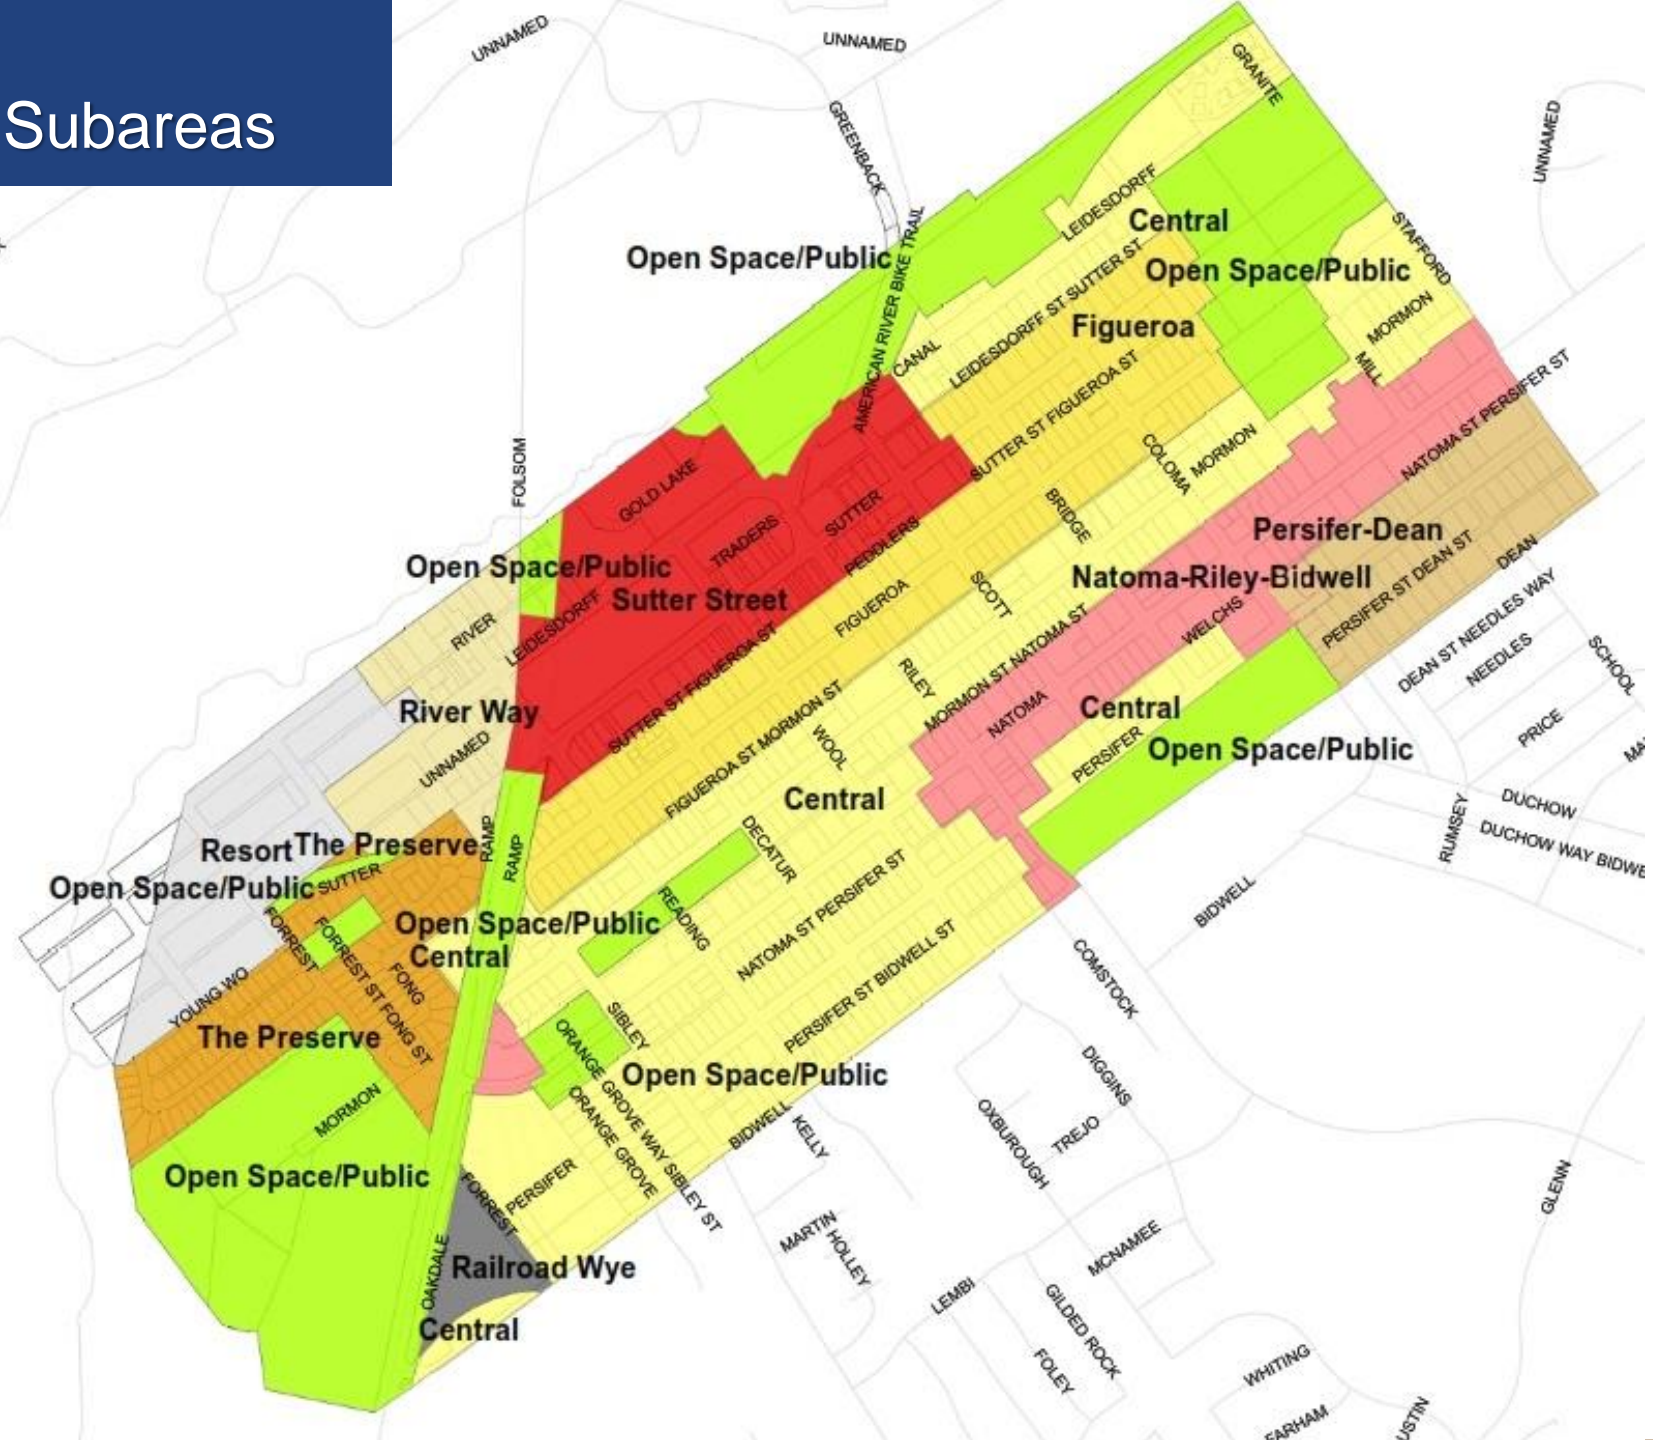 Subareas
UNNAMED
UNNAMED
GREENBACK
GRANITE
UNNAMED
LEIDESDORFF
Central
STAFFORD
AMERICAN RIVER BIKE TRAIL
Open Space/Public
Open Space/Public
LEIDESDORFF ST SUTTER ST
Figueroa
MORMON
CANAL
MILL
SUTTER ST FIGUEROA ST
NATOMA ST PERSIFER ST
FOLSOM
GOLD LAKE
COLOMA
MORMON
SUTTER
TRADERS
PEDDLERS
BRIDGE
Persifer-Dean
Open Space/Public
Natoma-Riley-Bidwell
PERSIFER ST DEAN ST
DEAN
Sutter Street
LEIDESDORFF
RIVER
FIGUEROA
SCOTT
WELCHS
DEAN ST NEEDLES WAY
NEEDLES
SCHOOL
SUTTER ST FIGUEROA ST
MORMON ST NATOMA ST
RILEY
River Way
NATOMA
Central
PRICE
UNNAMED
FIGUEROA ST MORMON ST
WOOL
PERSIFER
Open Space/Public
Central
DUCHOW
RUMSEY
DUCHOW WAY BIDWE
Resort
The Preserve
RAMP
RAMP
DECATUR
Open Space/Public
SUTTER
READING
NATOMA ST PERSIFER ST
BIDWELL
FORREST
FORREST ST FONG ST
Open Space/Public
Central
FONG
PERSIFER ST BIDWELL ST
COMSTOCK
YOUNG WO
The Preserve
SIBLEY
ORANGE GROVE WAY SIBLEY ST
Open Space/Public
DIGGINS
MORMON
ORANGE GROVE
BIDWELL
KELLY
OXBUROUGH
TREJO
Open Space/Public
FORREST
PERSIFER
GLENN
MARTIN
HOLLEY
MCNAMEE
OAKDALE
Railroad Wye
LEMBI
GILDED ROCK
Central
FOLEY
WHITING
FARHAM
USTIN